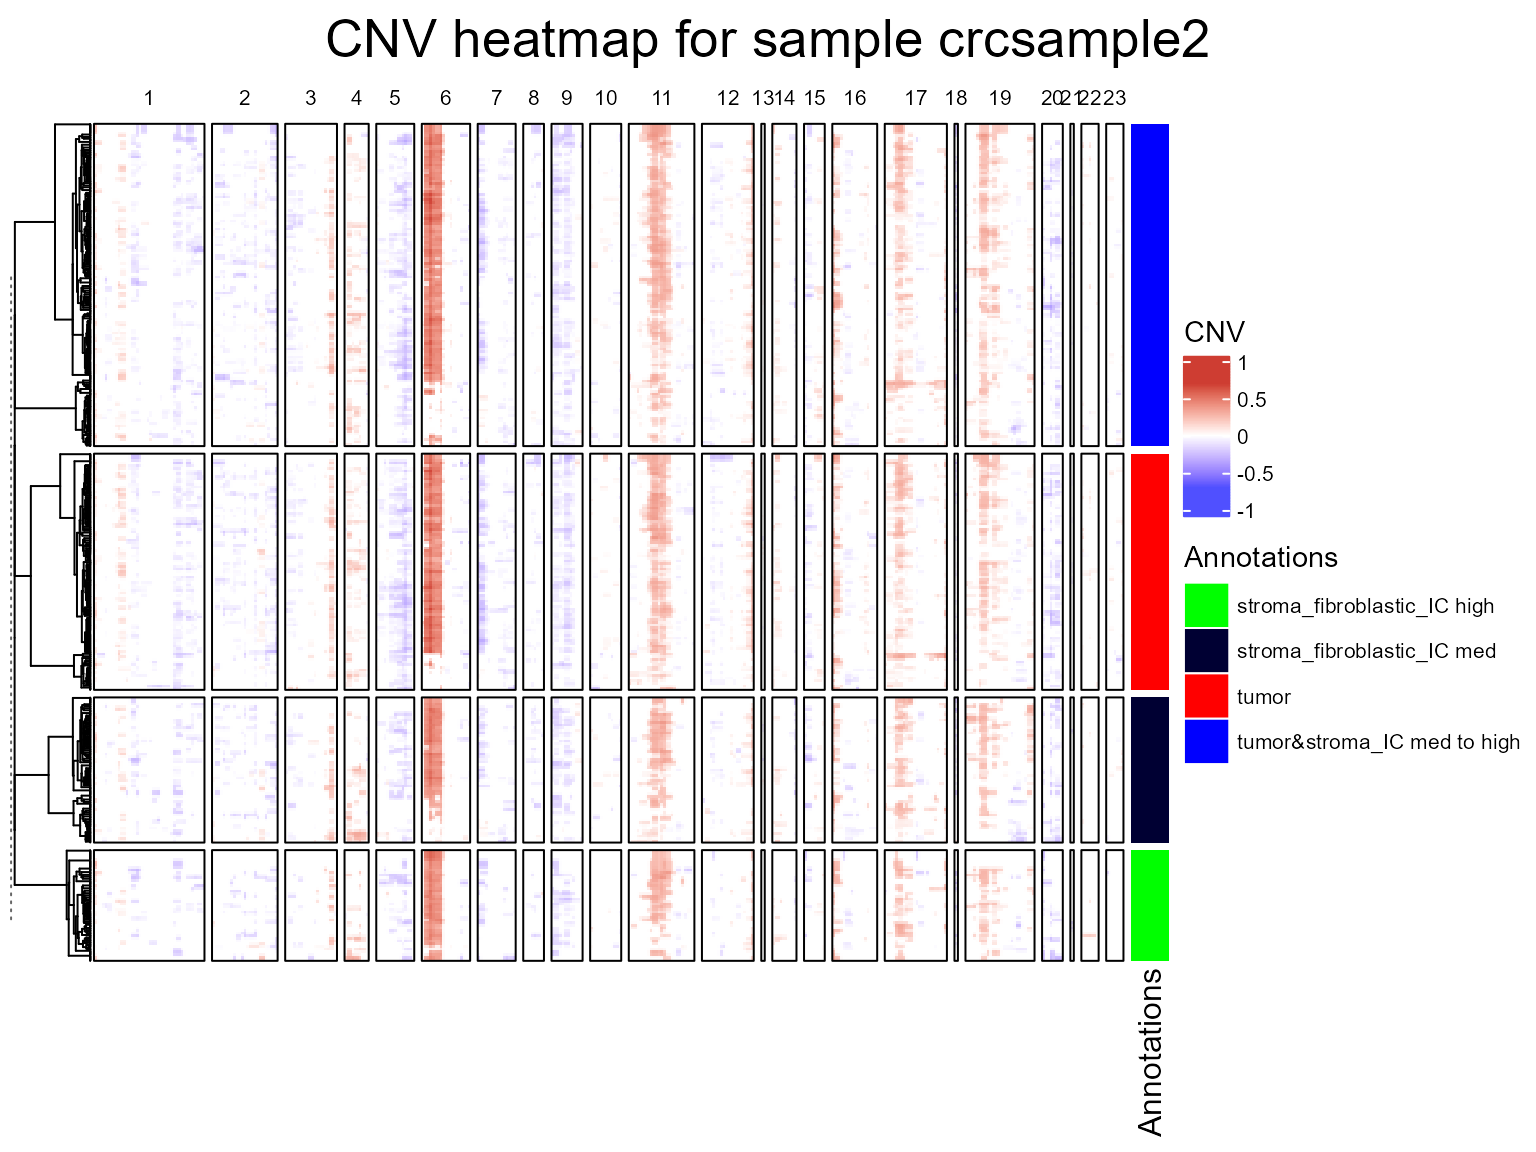 CNV heatmap for sample crcsample2
1 2 3 4 5 6 7 8 9 10 11 12 13 14 15 16 17 18 19 20 21 22 23
CNV
1
0.5
0
-0.5
-1
Annotations
stroma_fibroblastic_IC high
stroma_fibroblastic_IC med
tumor
tumor&stroma_IC med to high
Annotations